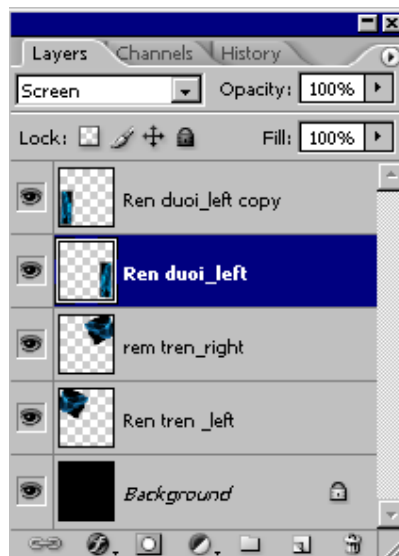 Layers Channels History
Screen Opacity: 100%
Lock: Fill: 100%
Ren duoi_left copy
Ren duoi_left
rem tren_right
Ren tren _left
Background